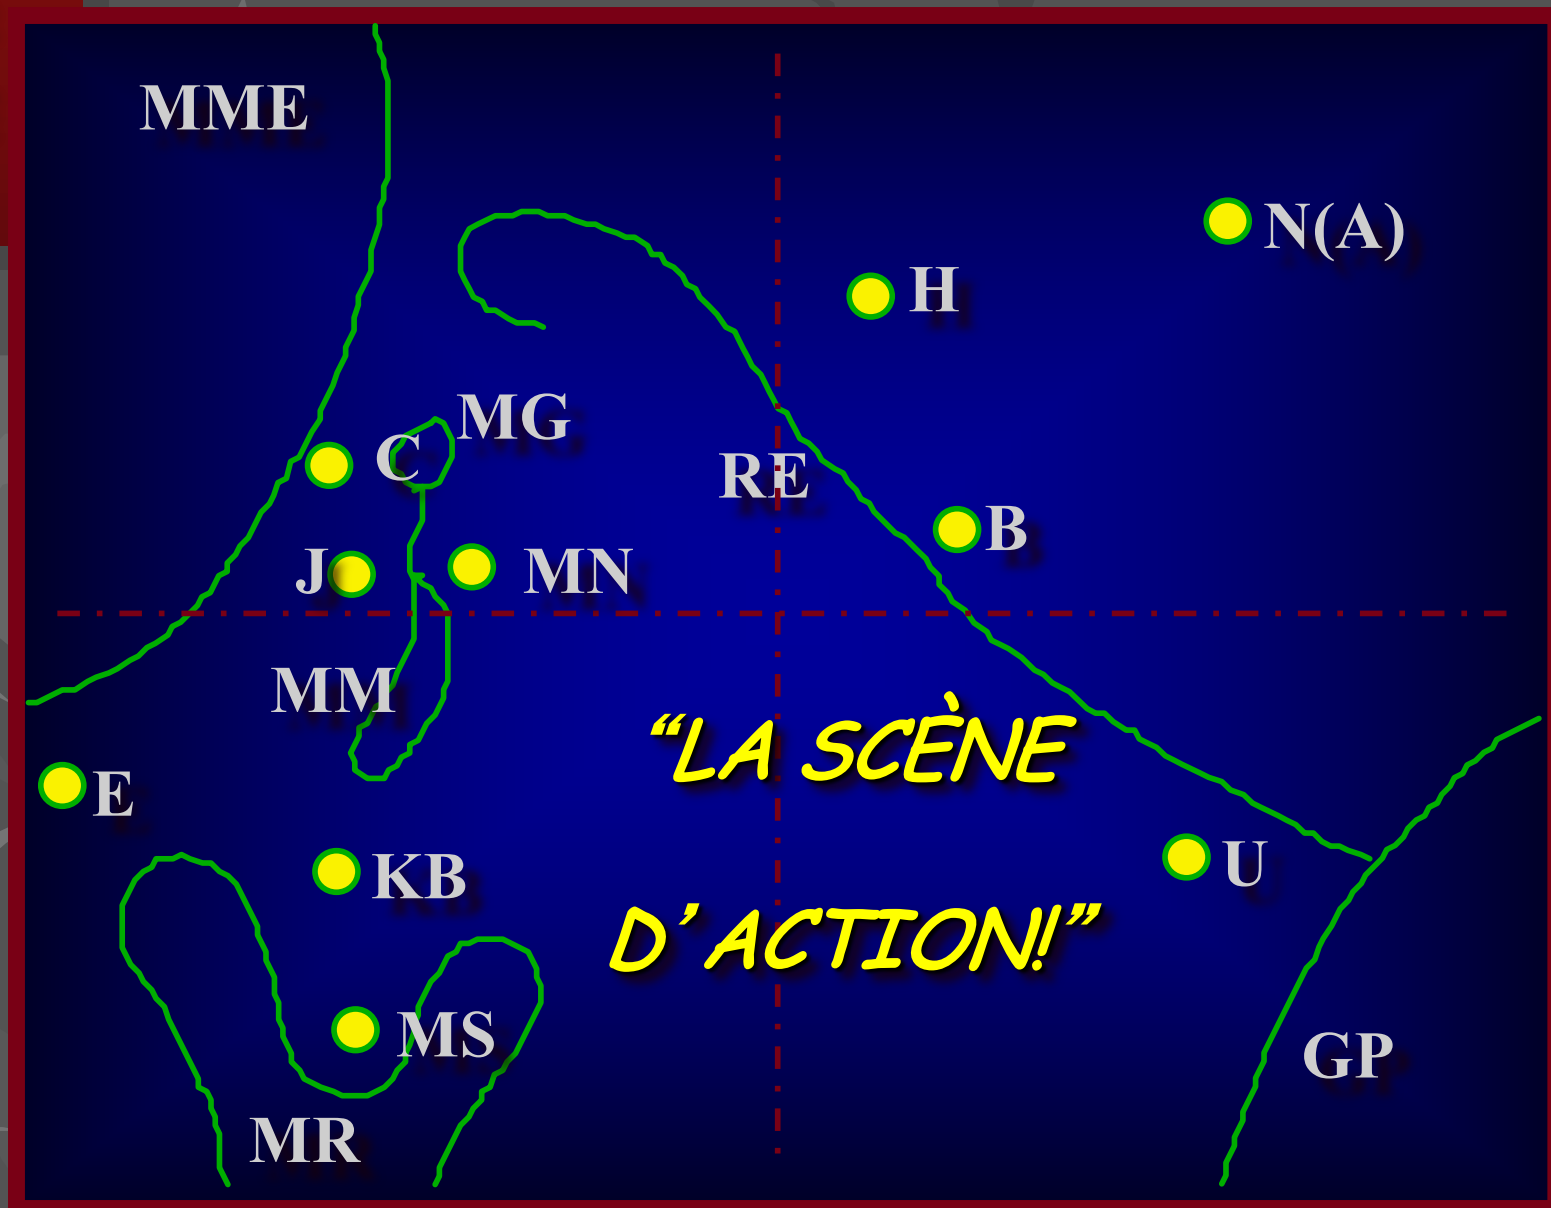 MME
N(A)
H
MG
C
RE
B
J
MN
MM
“LA SCÈNE
E
KB
U
D’ACTION!”
MS
GP
MR